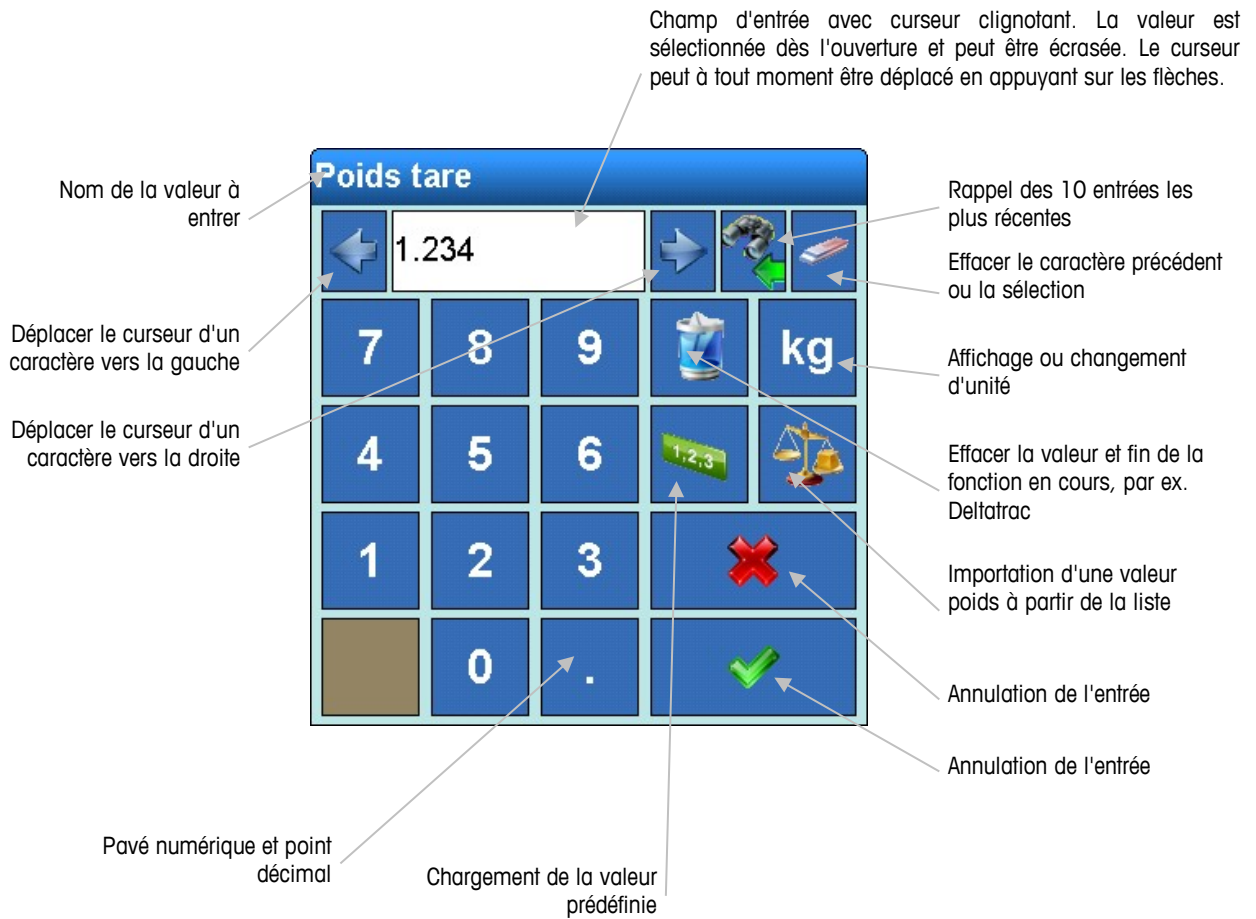 Champ d'entrée avec curseur clignotant. La valeur est
sélectionnée dès l'ouverture et peut être écrasée. Le curseur
peut à tout moment être déplacé en appuyant sur les flèches.
Poids tare
Nom de la valeur à
entrer
Rappel des 10 entrées les
plus récentes
1.234
Effacer le caractère précédent
ou la sélection
Déplacer le curseur d'un
caractère vers la gauche
7 8 9 kg
Affichage ou changement
d'unité
Déplacer le curseur d'un
caractère vers la droite
4 5 6 1,2,3
Effacer la valeur et fin de la
fonction en cours, par ex.
Deltatrac
1 2 3
Importation d'une valeur
poids à partir de la liste
0 .
Annulation de l'entrée
Annulation de l'entrée
Pavé numérique et point
décimal
Chargement de la valeur
prédéfinie